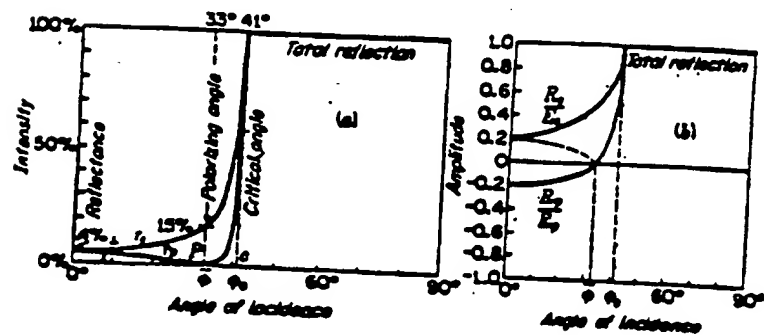 33° 41°
100%
Total reflection
Intensity
Reflectance
Polarizing angle
Critical angle
(a)
50%
15%
4%
0%
0°
60°
90°
Angle of incidence
1.0
0.8
0.6
0.4
0.2
0
-0.2
-0.4
-0.6
-0.8
-1.0
Amplitude
Total reflection
(b)
0°
60°
90°
Angle of incidence